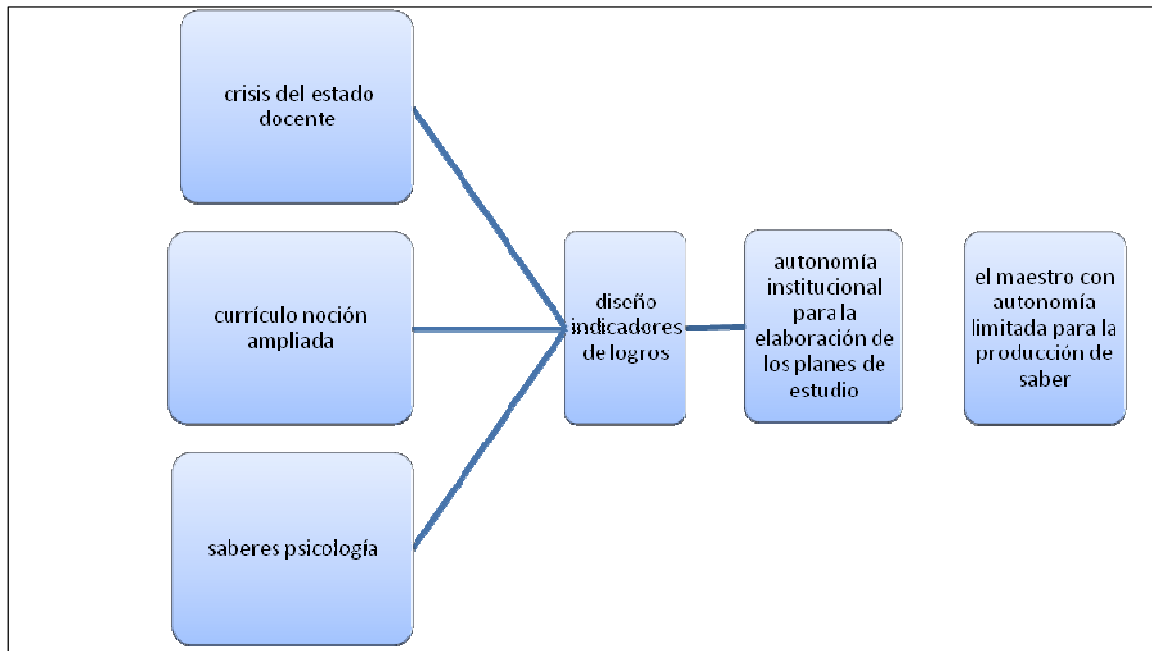 crisis del estado
docente
currículo noción
ampliada
saberes psicología
diseño
indicadores
de logros
autonomía
institucional
para la
elaboración de
los planes de
estudio
el maestro con
autonomía
limitada para la
producción de
saber